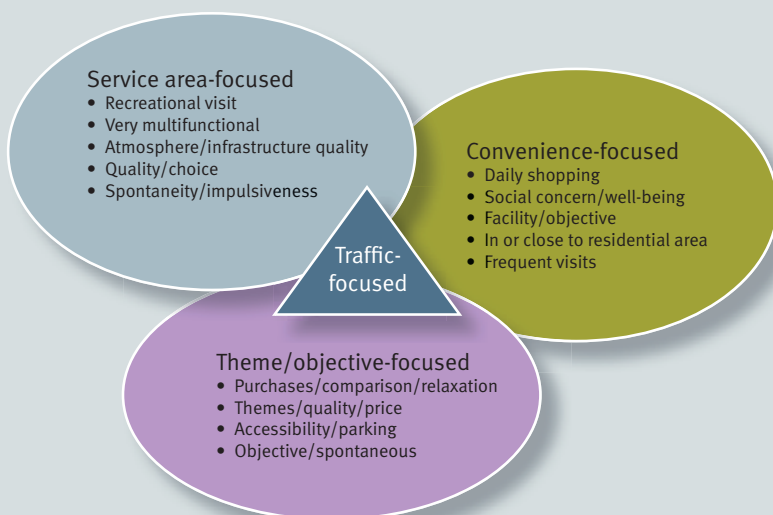 Service area-focused
• Recreational visit
• Very multifunctional
• Atmosphere/infrastructure quality
• Quality/choice
• Spontaneity/impulsiveness
Convenience-focused
• Daily shopping
• Social concern/well-being
• Facility/objective
• In or close to residential area
• Frequent visits
Traffic-
focused
Theme/objective-focused
• Purchases/comparison/relaxation
• Themes/quality/price
• Accessibility/parking
• Objective/spontaneous